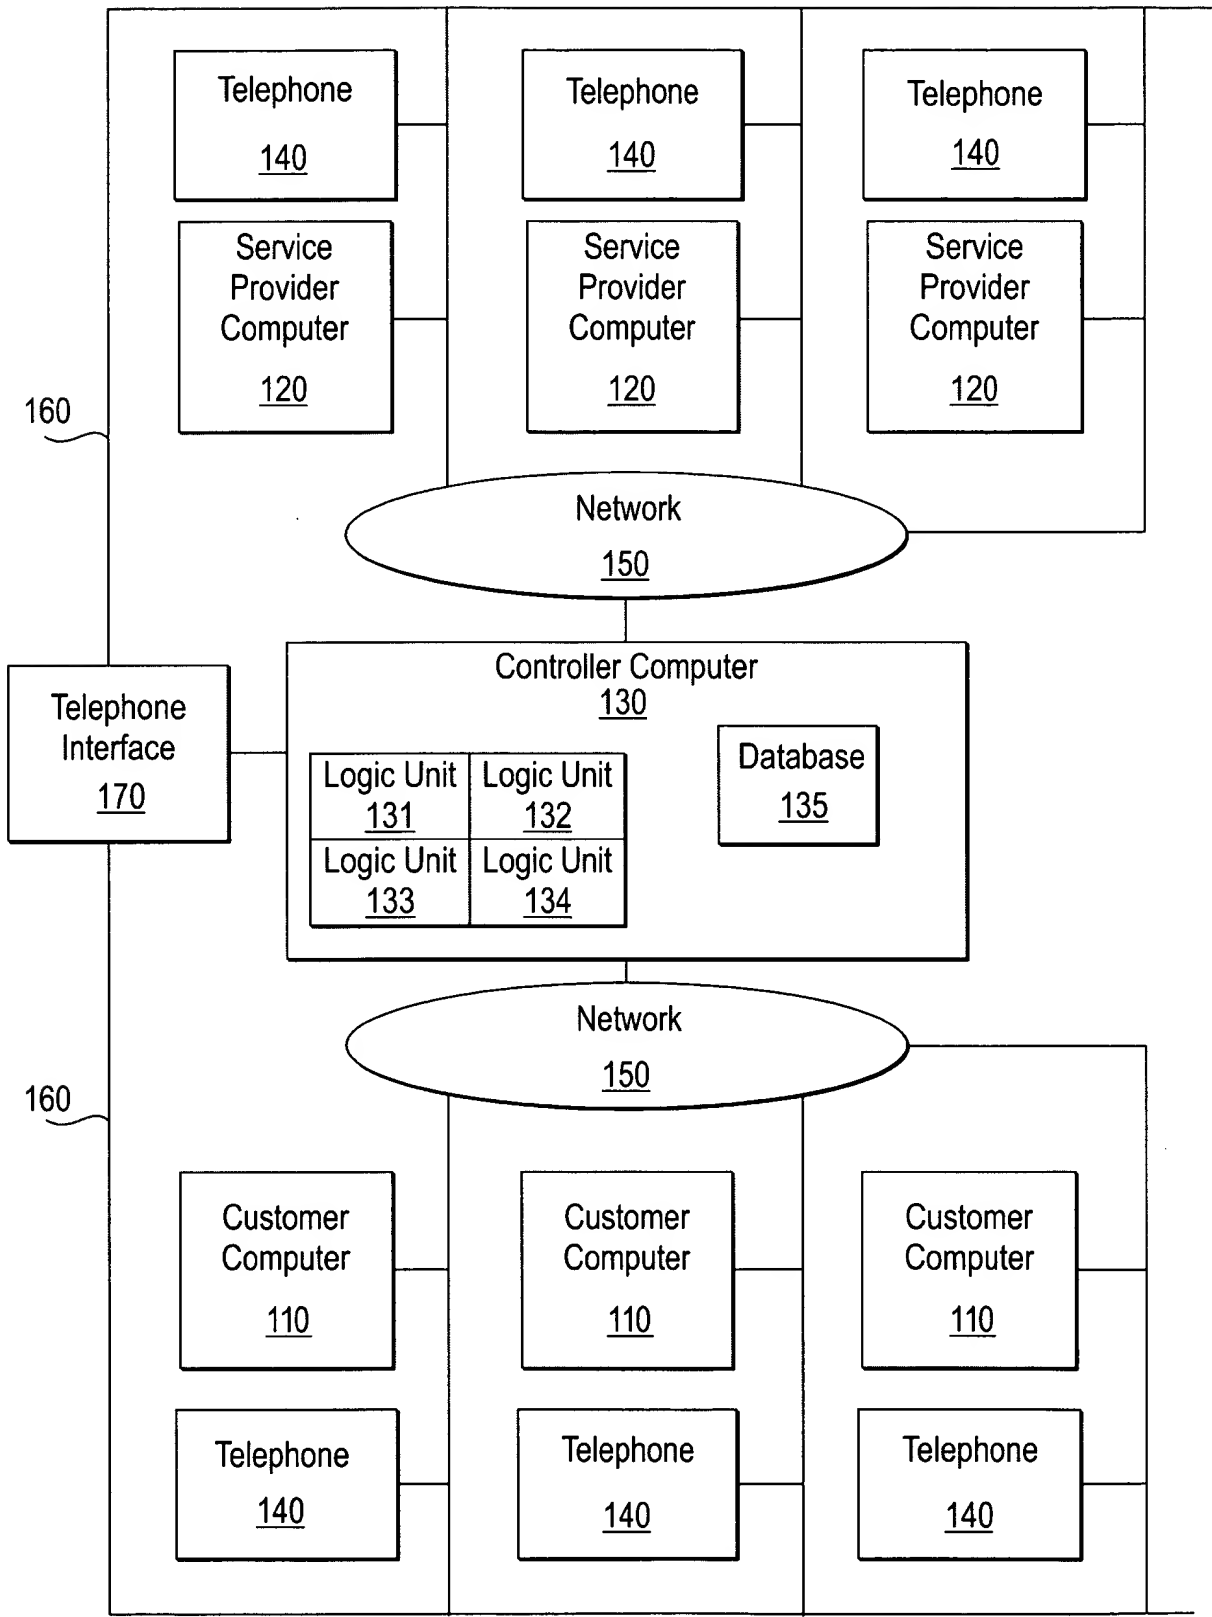 Telephone
140
Telephone
140
Telephone
140
Service
Provider
Computer
120
Service
Provider
Computer
120
Service
Provider
Computer
120
160
Network
150
Controller Computer
130
Telephone
Interface
170
Logic Unit
131
Logic Unit
132
Logic Unit
133
Logic Unit
134
Database
135
Network
150
160
Customer
Computer
110
Customer
Computer
110
Customer
Computer
110
Telephone
140
Telephone
140
Telephone
140